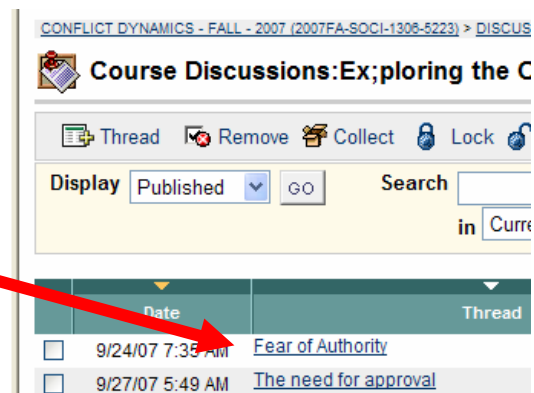 CONFLICT DYNAMICS - FALL - 2007 (2007FA-SOCI-1306-5223) > DISCUS
Course Discussions:Ex;ploring the C
Thread Remove Collect Lock
Display Published GO Search
in Curre
Date Thread
9/24/07 7:35 AM Fear of Authority
9/27/07 5:49 AM The need for approval